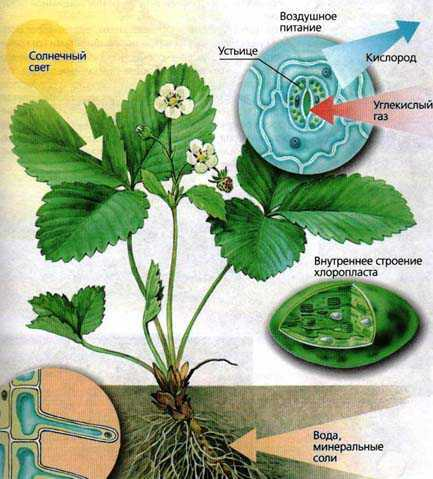 Воздушное
питание
Солнечный
свет
Устьице
Кислород
Углекислый
газ
Внутреннее строение
хлоропласта
Вода,
минеральные
соли